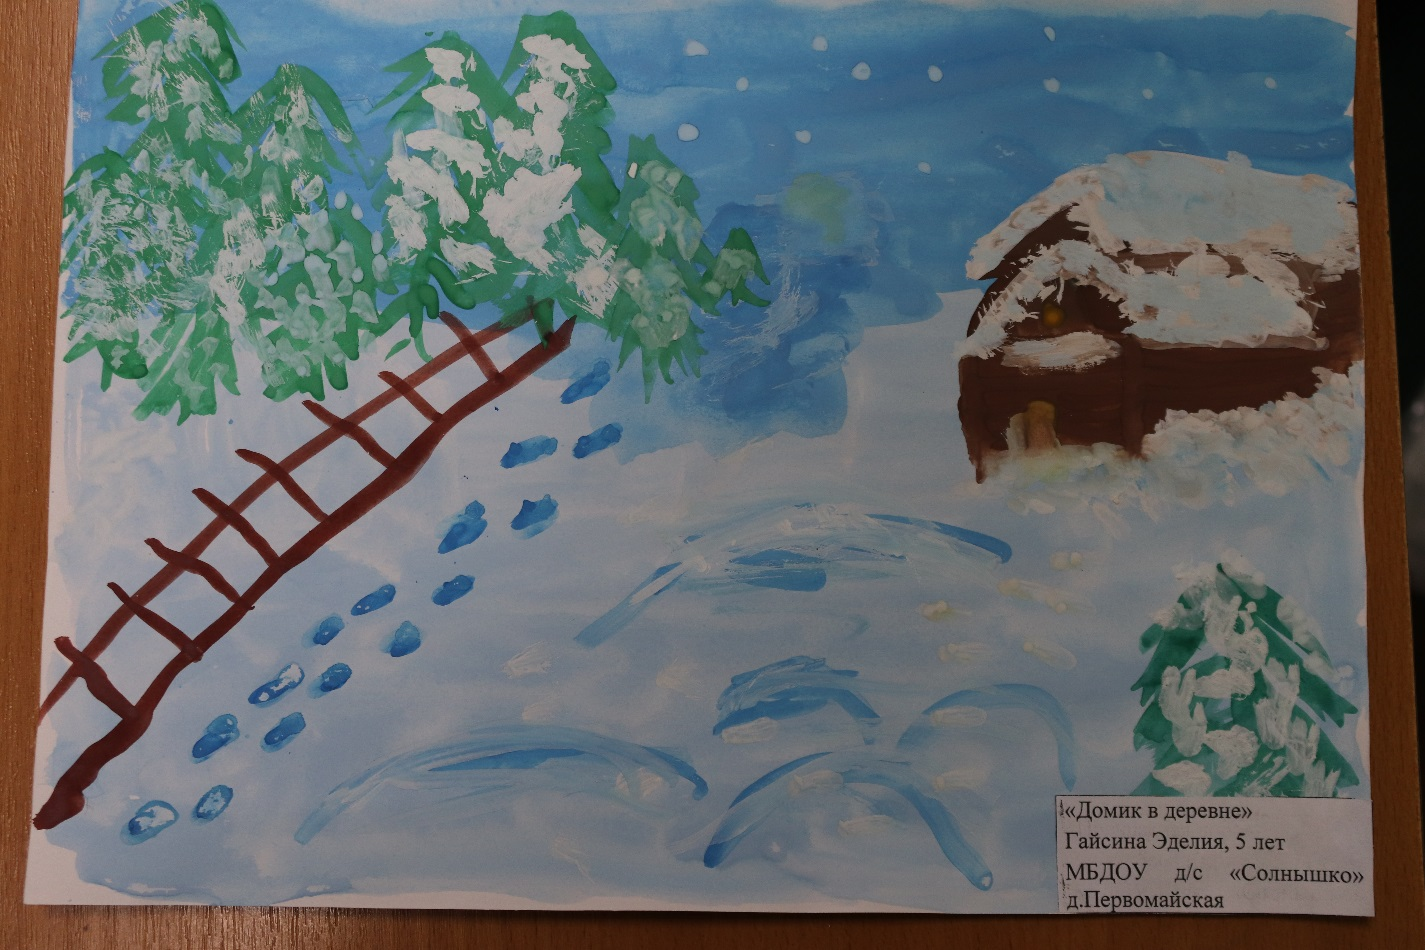 «Домик в деревне»
Гайсина Эделия, 5 лет
МБДОУ д/с «Солнышко»
д.Первомайская